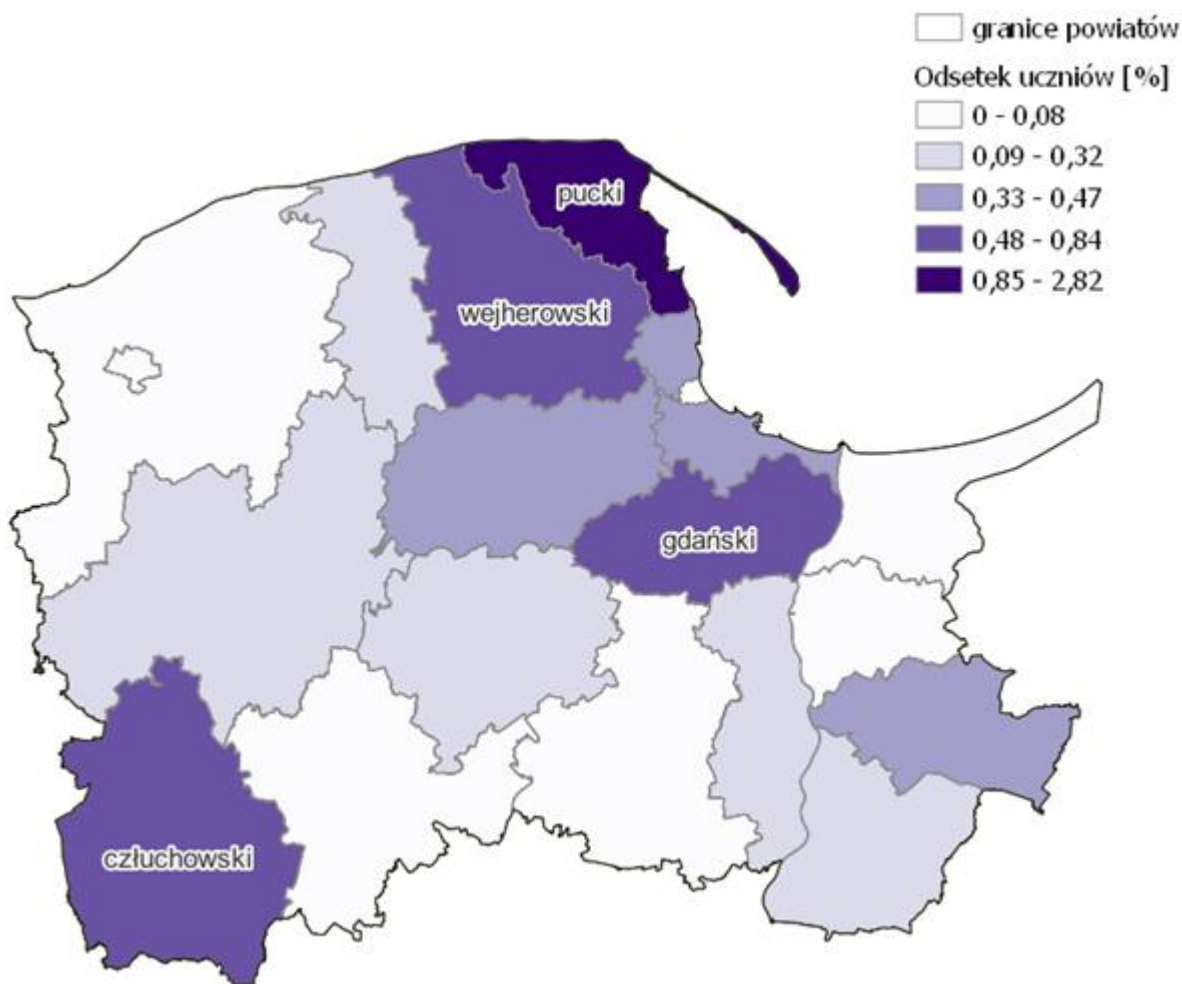 granice powiatów
Odsetek uczniów [%]
0 - 0,08
0,09 - 0,32
0,33 - 0,47
0,48 - 0,84
0,85 - 2,82
pucki
wejherowski
gdański
człuchowski